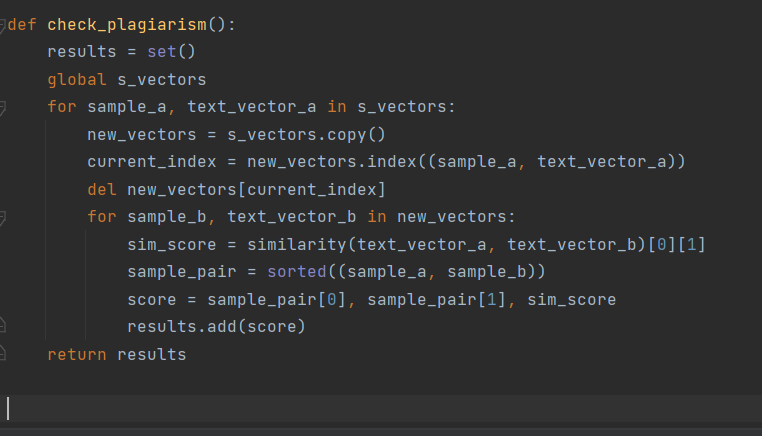 def check_plagiarism():
    results = set()
    global s_vectors
    for sample_a, text_vector_a in s_vectors:
        new_vectors = s_vectors.copy()
        current_index = new_vectors.index((sample_a, text_vector_a))
        del new_vectors[current_index]
        for sample_b, text_vector_b in new_vectors:
            sim_score = similarity(text_vector_a, text_vector_b)[0][1]
            sample_pair = sorted((sample_a, sample_b))
            score = sample_pair[0], sample_pair[1], sim_score
            results.add(score)
    return results